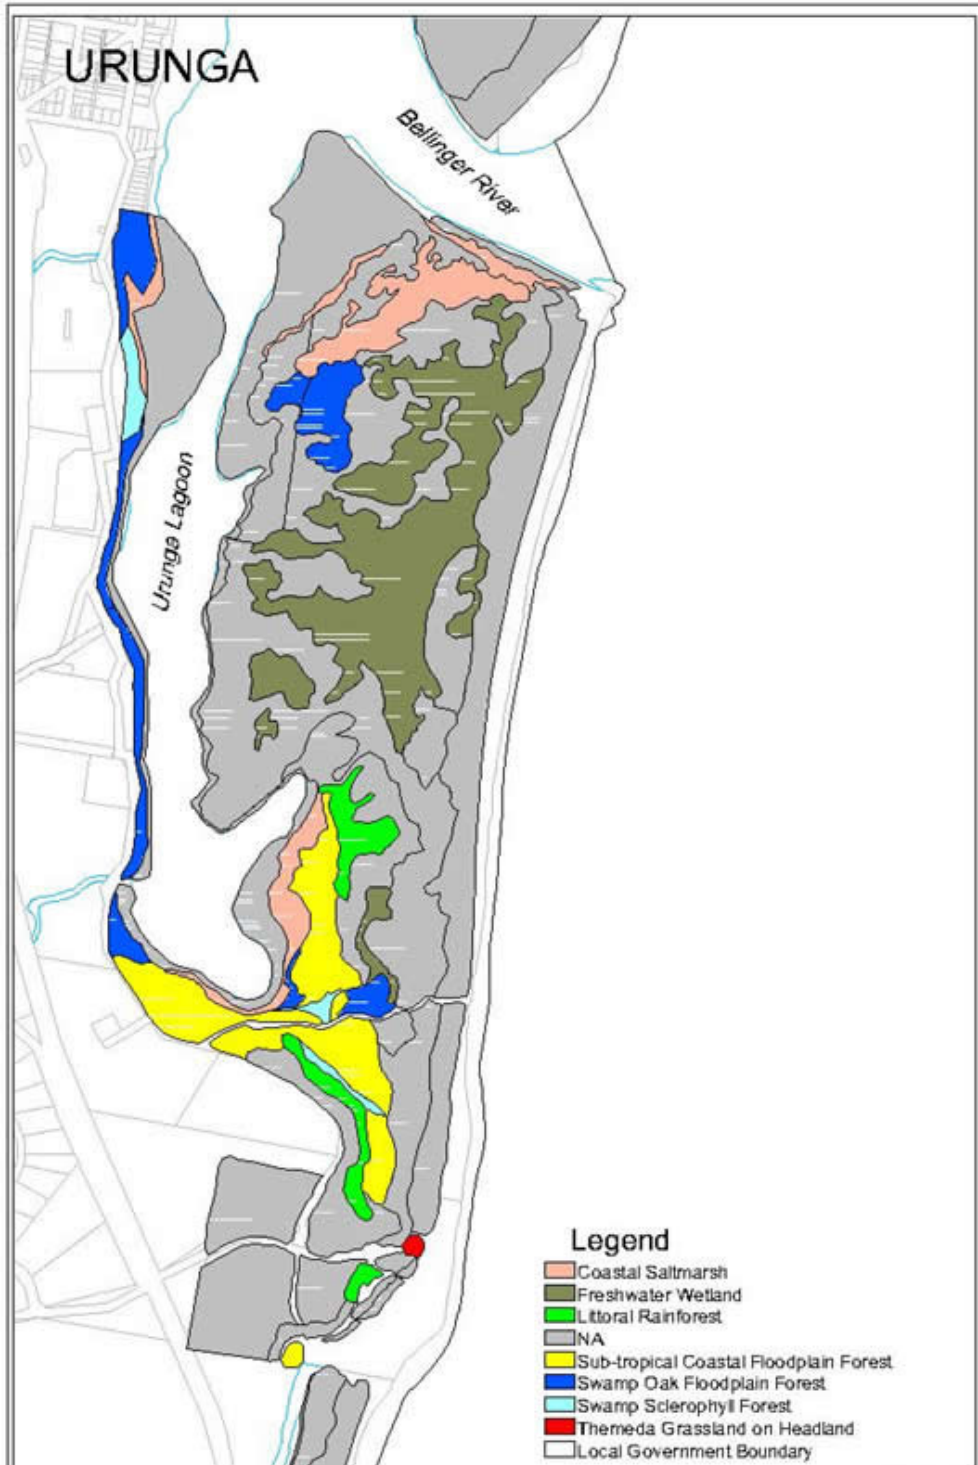 URUNGA
Bellinger River
Urunga Lagoon
Legend
Coastal Saltmarsh
Freshwater Wetland
Littoral Rainforest
NA
Sub-tropical Coastal Floodplain Forest
Swamp Oak Floodplain Forest
Swamp Sclerophyll Forest
Themeda Grassland on Headland
Local Government Boundary